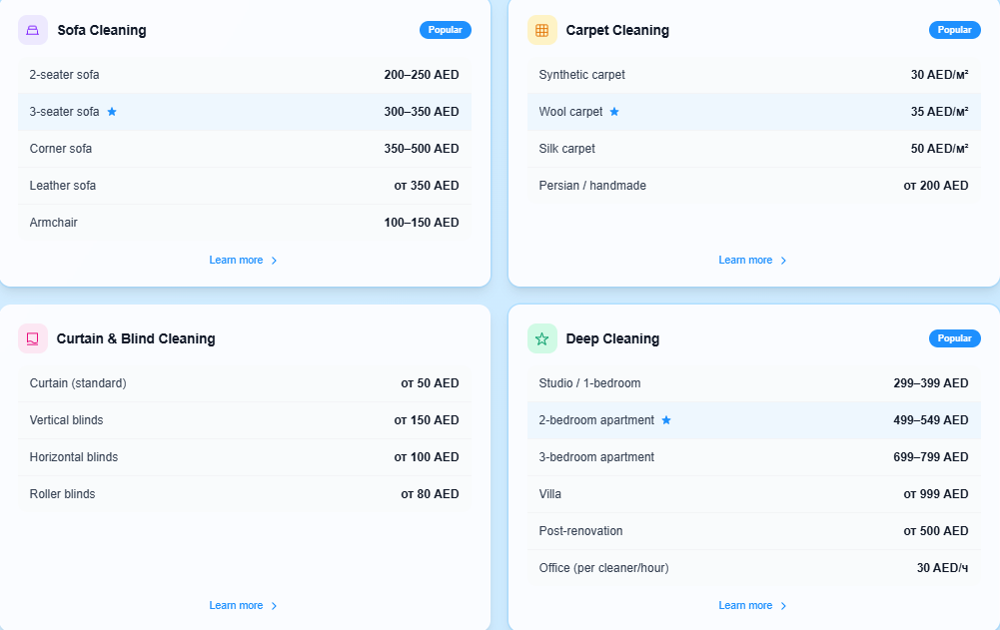 Sofa Cleaning
Popular
2-seater sofa 200–250 AED
3-seater sofa ★ 300–350 AED
Corner sofa 350–500 AED
Leather sofa от 350 AED
Armchair 100–150 AED
Learn more >
Carpet Cleaning
Popular
Synthetic carpet 30 AED/м²
Wool carpet ★ 35 AED/м²
Silk carpet 50 AED/м²
Persian / handmade от 200 AED
Learn more >
Curtain & Blind Cleaning
Curtain (standard) от 50 AED
Vertical blinds от 150 AED
Horizontal blinds от 100 AED
Roller blinds от 80 AED
Learn more >
Deep Cleaning
Popular
Studio / 1-bedroom 299–399 AED
2-bedroom apartment ★ 499–549 AED
3-bedroom apartment 699–799 AED
Villa от 999 AED
Post-renovation от 500 AED
Office (per cleaner/hour) 30 AED/ч
Learn more >